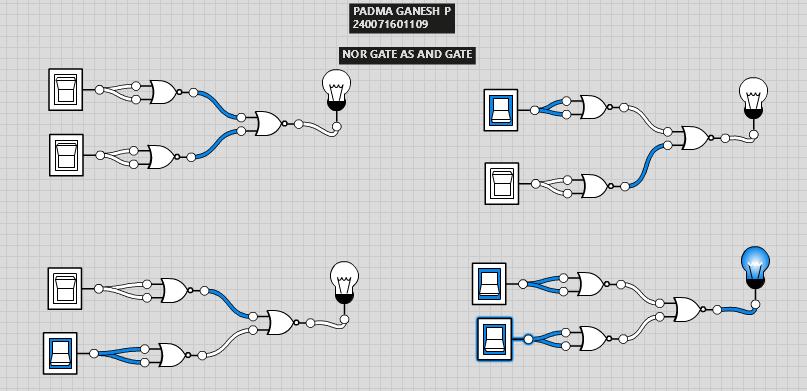 PADMA GANESH P
240071601109
NOR GATE AS AND GATE